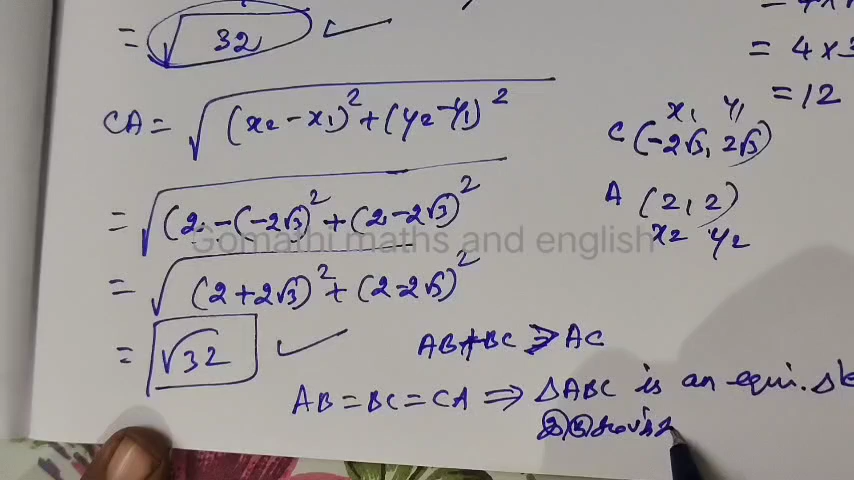 = √32 ✓
= 4 × 3
= 12
CA = √(x₂ - x₁)² + (y₂ - y₁)²
x₁ y₁
C (-2√3, 2√3)
A (2, 2)
x₂ y₂
= √(2 - (-2√3)² + (2 - 2√3)²
Gomathi maths and english
= √(2 + 2√3)² + (2 - 2√3)²
= √32 ✓
AB + BC > AC
AB = BC = CA ⇒ ΔABC is an equi. Δ